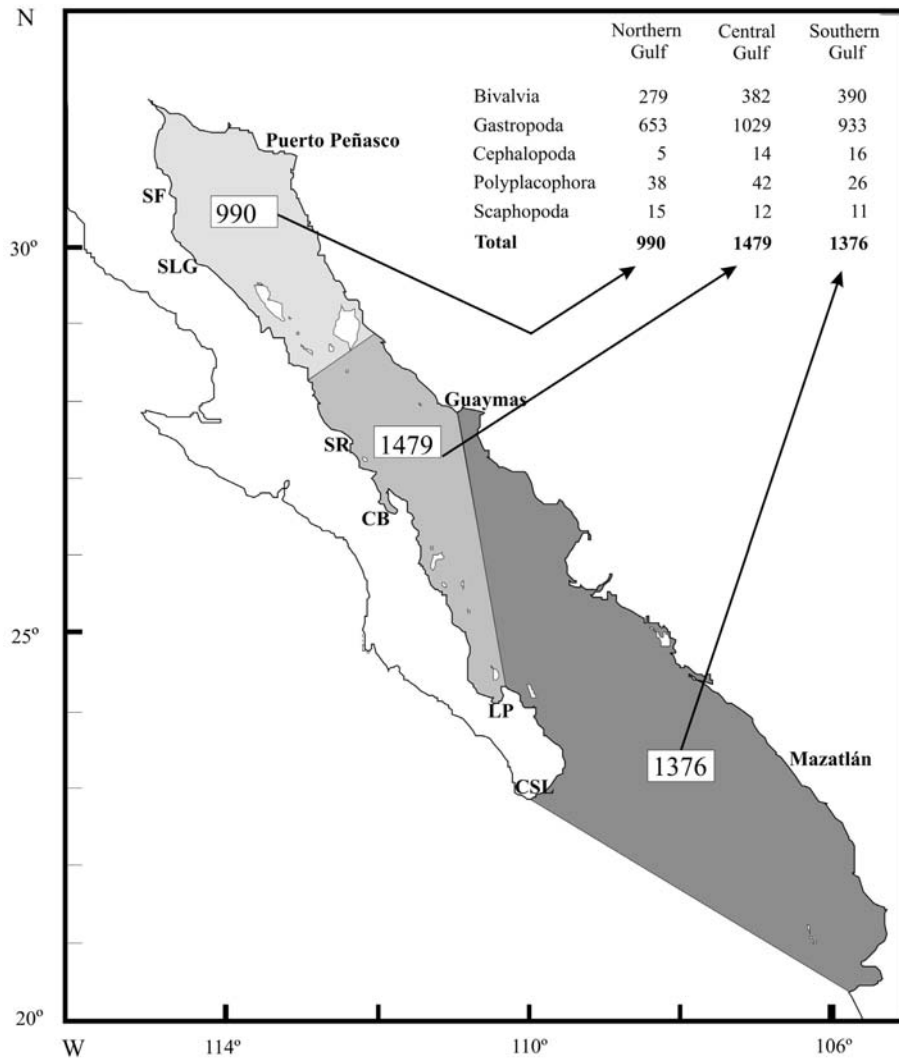 N
Northern Central Southern
Gulf Gulf Gulf
Bivalvia 279 382 390
Gastropoda 653 1029 933
Cephalopoda 5 14 16
Polyplacophora 38 42 26
Scaphopoda 15 12 11
Total 990 1479 1376
Puerto Peñasco
SF
990
30º
SLG
Guaymas
SR
1479
CB
25º
LP
Mazatlán
1376
CSL
20º
W 114º 110º 106º